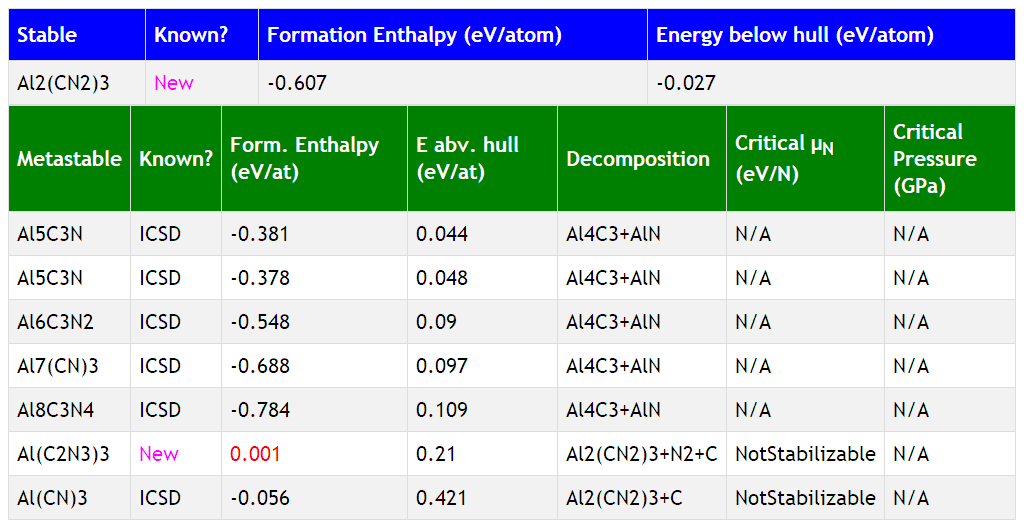 Stable Known? Formation Enthalpy (eV/atom) Energy below hull (eV/atom)
Al2(CN2)3 New -0.607 -0.027
Metastable Known? Form. Enthalpy (eV/at) E abv. hull (eV/at) Decomposition Critical μN (eV/N) Critical Pressure (GPa)
Al5C3N ICSD -0.381 0.044 Al4C3+AlN N/A N/A
Al5C3N ICSD -0.378 0.048 Al4C3+AlN N/A N/A
Al6C3N2 ICSD -0.548 0.09 Al4C3+AlN N/A N/A
Al7(CN)3 ICSD -0.688 0.097 Al4C3+AlN N/A N/A
Al8C3N4 ICSD -0.784 0.109 Al4C3+AlN N/A N/A
Al(C2N3)3 New 0.001 0.21 Al2(CN2)3+N2+C NotStabilizable N/A
Al(CN)3 ICSD -0.056 0.421 Al2(CN2)3+C NotStabilizable N/A